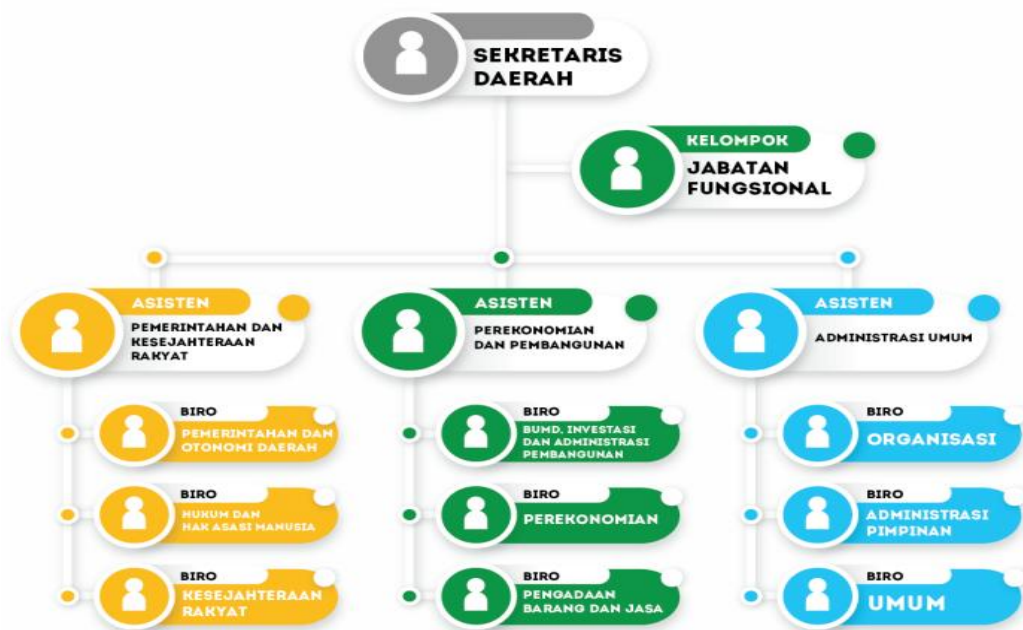 SEKRETARIS
DAERAH
KELOMPOK
JABATAN
FUNGSIONAL
ASISTEN
PEMERINTAHAN DAN
KESEJAHTERAAN
RAKYAT
BIRO
PEMERINTAHAN DAN
OTONOMI DAERAH
BIRO
HUKUM DAN
HAK ASASI MANUSIA
BIRO
KESEJAHTERAAN
RAKYAT
ASISTEN
PEREKONOMIAN
DAN PEMBANGUNAN
BIRO
BUMD, INVESTASI
DAN ADMINISTRASI
PEMBANGUNAN
BIRO
PEREKONOMIAN
BIRO
PENGADAAN
BARANG DAN JASA
ASISTEN
ADMINISTRASI UMUM
BIRO
ORGANISASI
BIRO
ADMINISTRASI
PIMPINAN
BIRO
UMUM